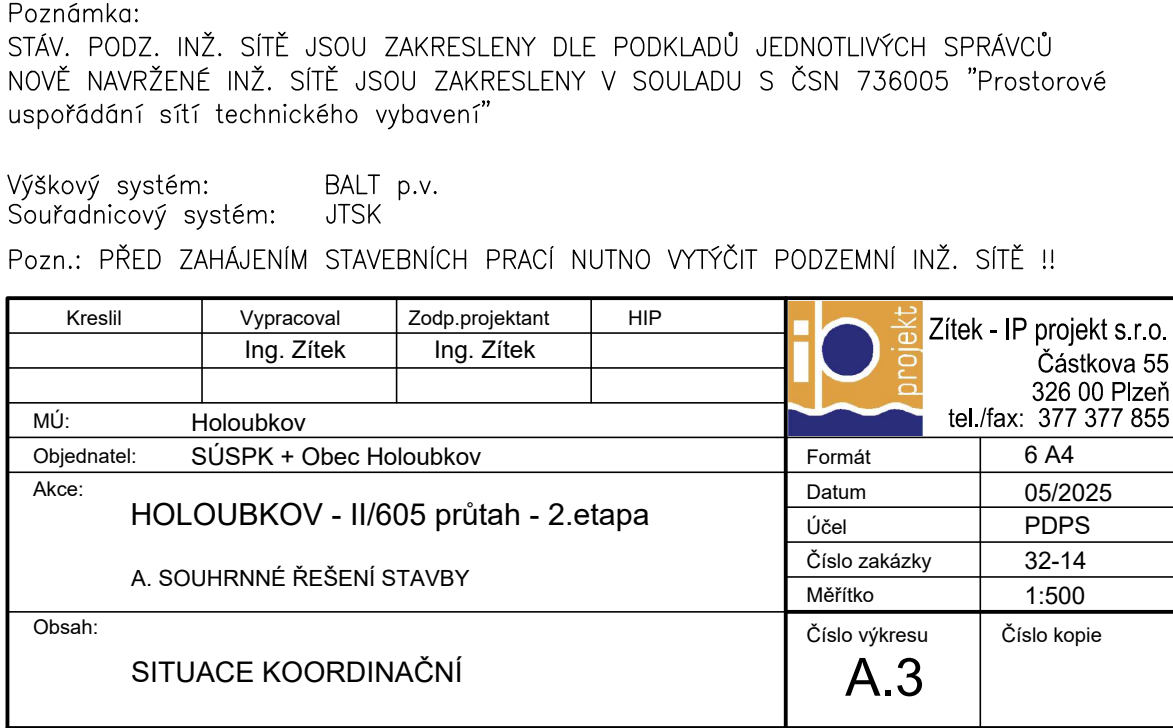 Poznámka:
STÁV. PODZ. INŽ. SÍTĚ JSOU ZAKRESLENY DLE PODKLADŮ JEDNOTLIVÝCH SPRÁVCŮ
NOVĚ NAVRŽENÉ INŽ. SÍTĚ JSOU ZAKRESLENY V SOULADU S ČSN 736005 "Prostorové
uspořádání sítí technického vybavení"
Výškový systém: BALT p.v.
Souřadnicový systém: JTSK
Pozn.: PŘED ZAHÁJENÍM STAVEBNÍCH PRACÍ NUTNO VYTÝČIT PODZEMNÍ INŽ. SÍTĚ !!
Kreslil Vypracoval Zodp.projektant HIP
Ing. Zítek Ing. Zítek
MÚ: Holoubkov
Objednatel: SÚSPK + Obec Holoubkov
Akce:
HOLOUBKOV - II/605 průtah - 2.etapa
A. SOUHRNNÉ ŘEŠENÍ STAVBY
Obsah:
SITUACE KOORDINAČNÍ
ip projekt
Zítek - IP projekt s.r.o.
Částkova 55
326 00 Plzeň
tel./fax: 377 377 855
Formát 6 A4
Datum 05/2025
Účel PDPS
Číslo zakázky 32-14
Měřítko 1:500
Číslo výkresu Číslo kopie
A.3